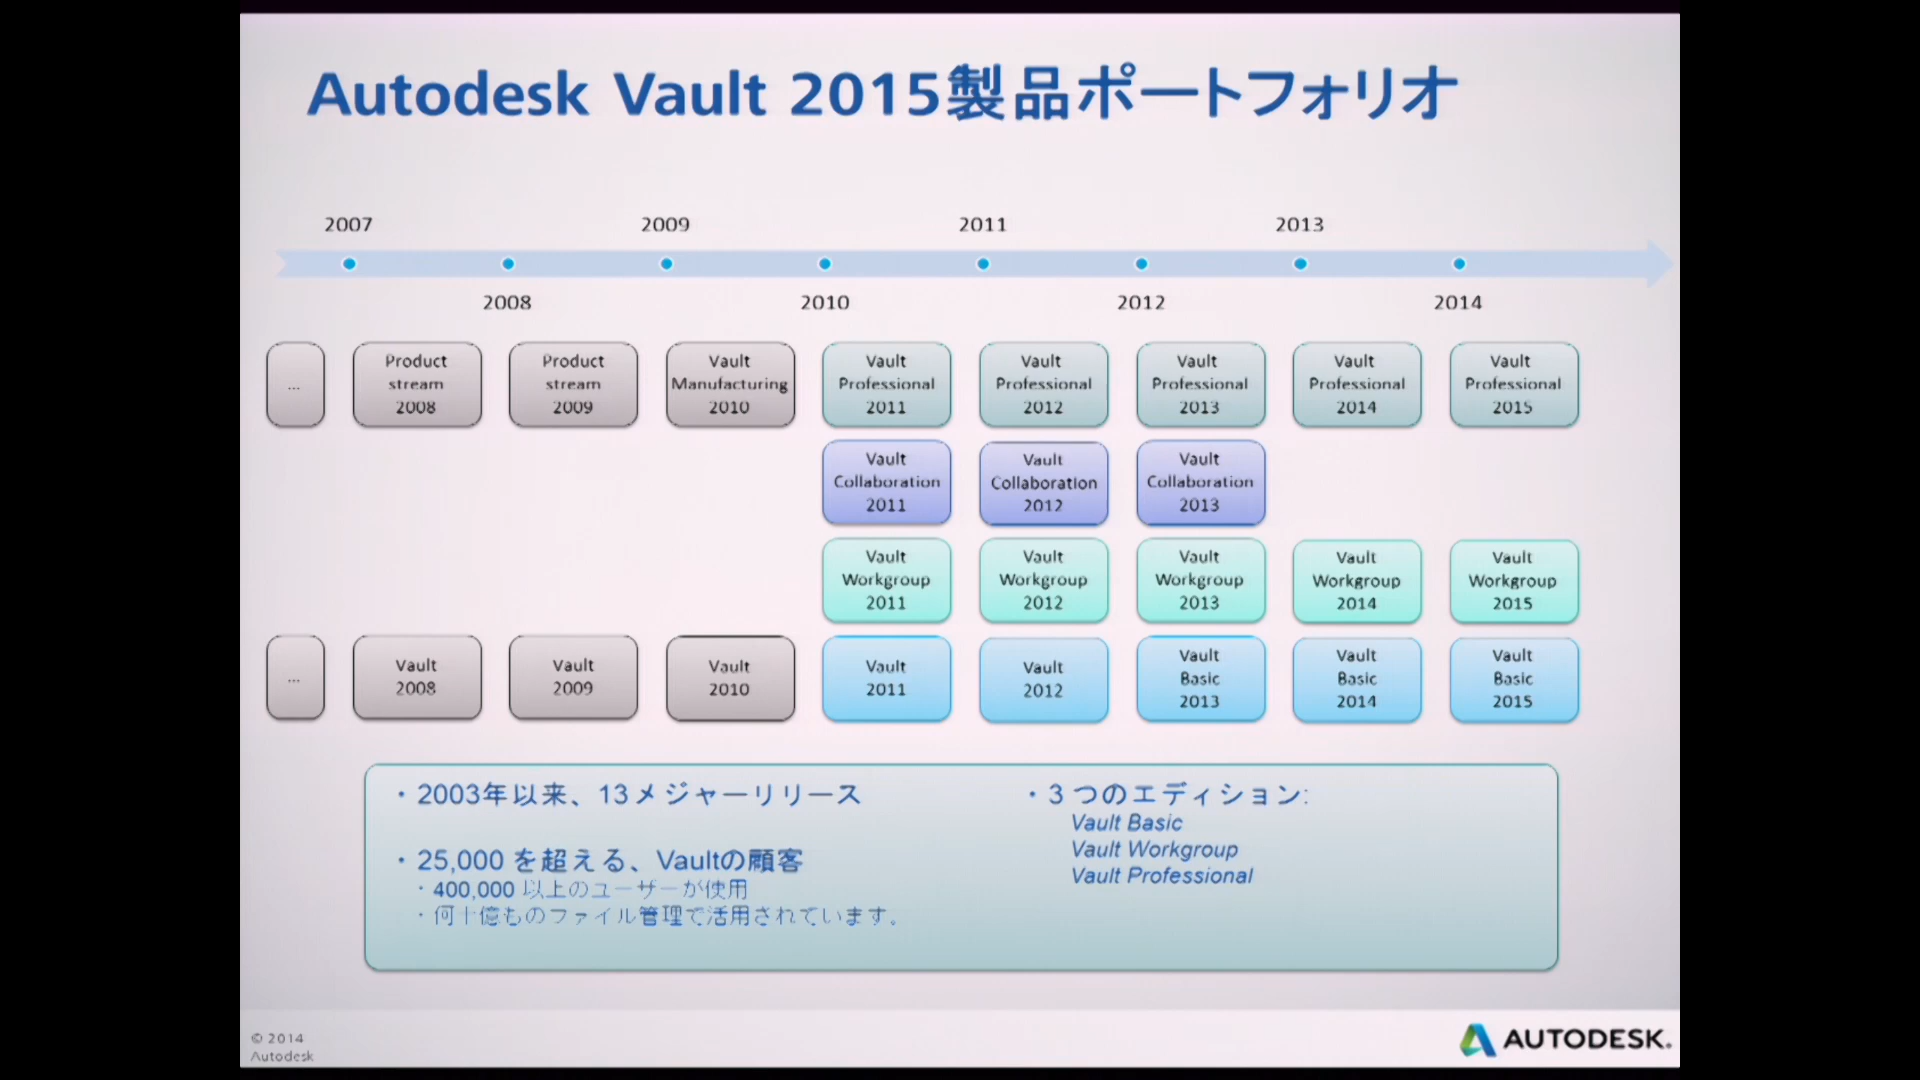 Autodesk Vault 2015製品ポートフォリオ
2007
2009
2011
2013
2008
2010
2012
2014
...
Product
stream
2008
Product
stream
2009
Vault
Manufacturing
2010
Vault
Professional
2011
Vault
Professional
2012
Vault
Professional
2013
Vault
Professional
2014
Vault
Professional
2015
Vault
Collaboration
2011
Vault
Collaboration
2012
Vault
Collaboration
2013
Vault
Workgroup
2011
Vault
Workgroup
2012
Vault
Workgroup
2013
Vault
Workgroup
2014
Vault
Workgroup
2015
...
Vault
2008
Vault
2009
Vault
2010
Vault
2011
Vault
2012
Vault
Basic
2013
Vault
Basic
2014
Vault
Basic
2015
・2003年以来、13メジャーリリース
・25,000 を超える、Vaultの顧客
・400,000 以上のユーザーが使用
・何十億ものファイル管理で活用されています。
・3 つのエディション:
Vault Basic
Vault Workgroup
Vault Professional
© 2014
Autodesk
AUTODESK.